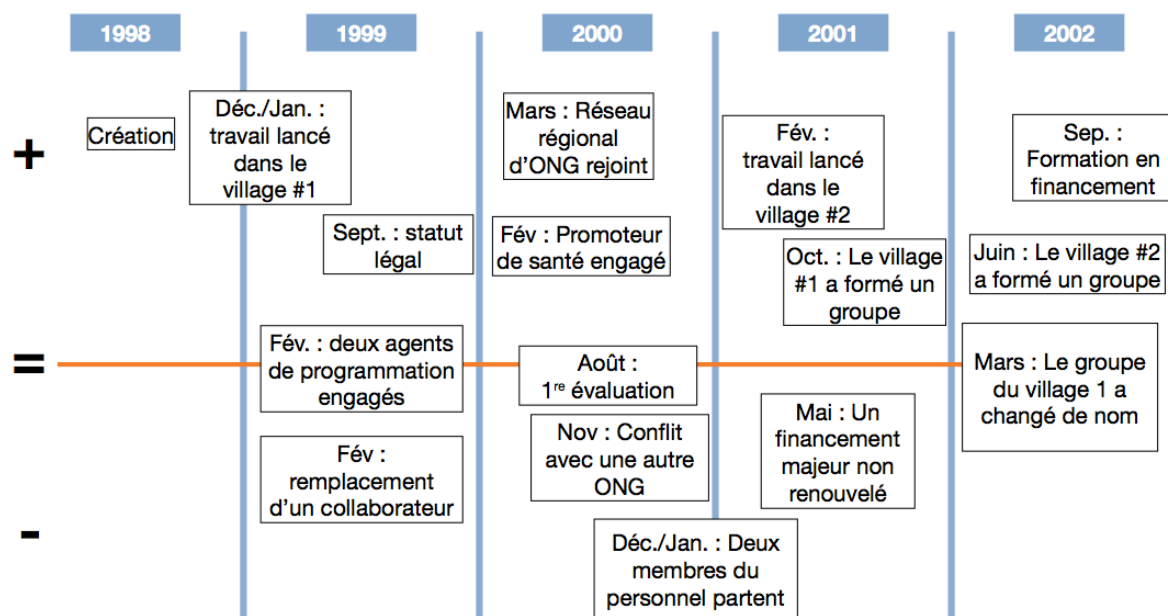 1998
1999
2000
2001
2002
+
Création
Déc./Jan. :
travail lancé
dans le
village #1
Mars : Réseau
régional
d'ONG rejoint
Fév. :
travail lancé
dans le
village #2
Sep. :
Formation en
financement
Sept. : statut
légal
Fév : Promoteur
de santé engagé
Oct. : Le village
#1 a formé un
groupe
Juin : Le village #2
a formé un groupe
=
Fév. : deux agents
de programmation
engagés
Août :
1re évaluation
Mars : Le groupe
du village 1 a
changé de nom
Fév :
remplacement
d'un collaborateur
Nov : Conflit
avec une autre
ONG
Mai : Un
financement
majeur non
renouvelé
-
Déc./Jan. : Deux
membres du
personnel partent